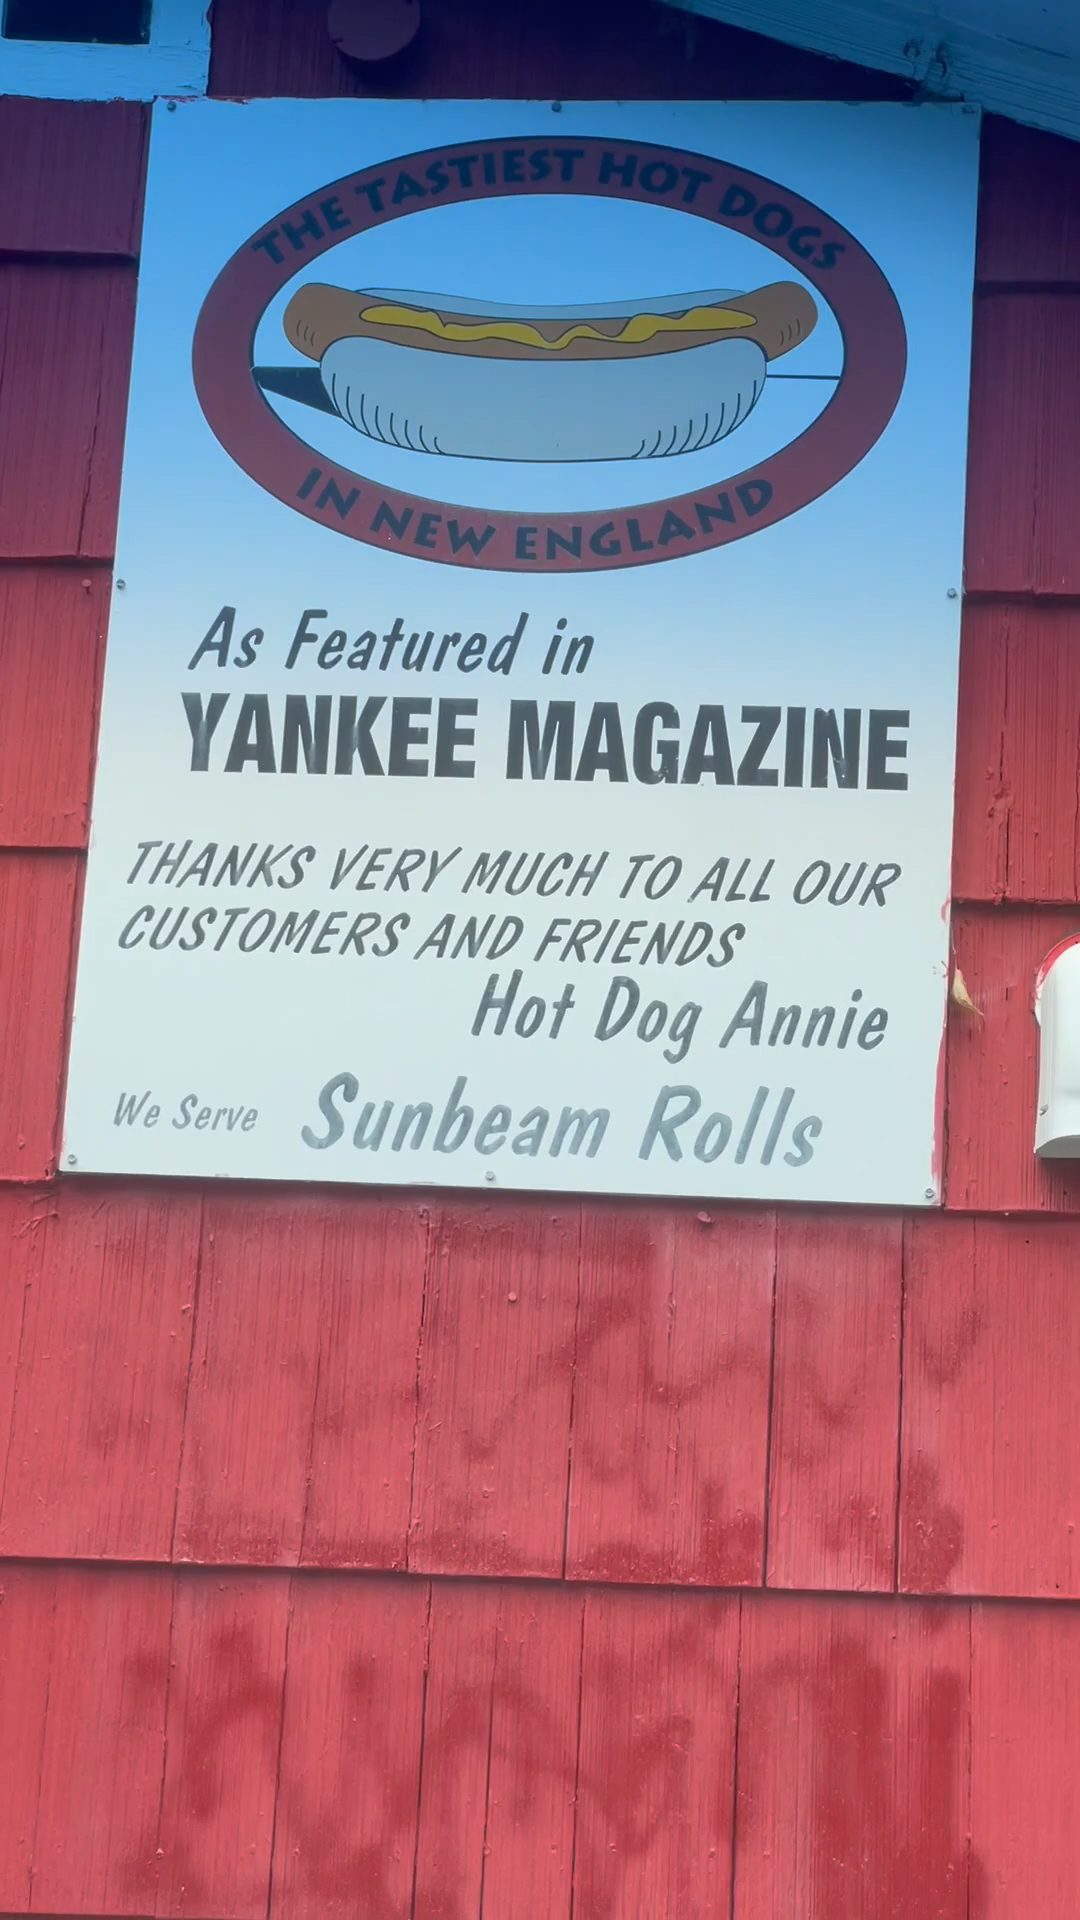 THE TASTIEST HOT DOGS
IN NEW ENGLAND
As Featured in
YANKEE MAGAZINE
THANKS VERY MUCH TO ALL OUR
CUSTOMERS AND FRIENDS
Hot Dog Annie
We Serve Sunbeam Rolls